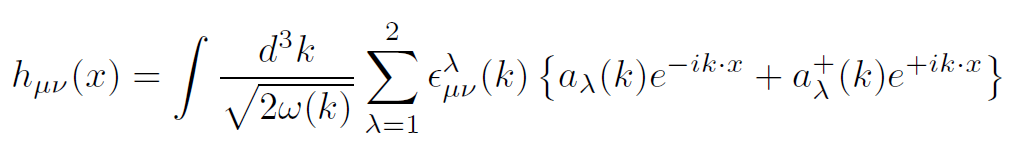 h_{\mu\nu}(x) = \int \frac{d^3k}{\sqrt{2\omega(k)}} \sum_{\lambda=1}^{2} \epsilon^{\lambda}_{\mu\nu}(k) \left\{ a_{\lambda}(k)e^{-ik\cdot x} + a^{+}_{\lambda}(k)e^{+ik\cdot x} \right\}